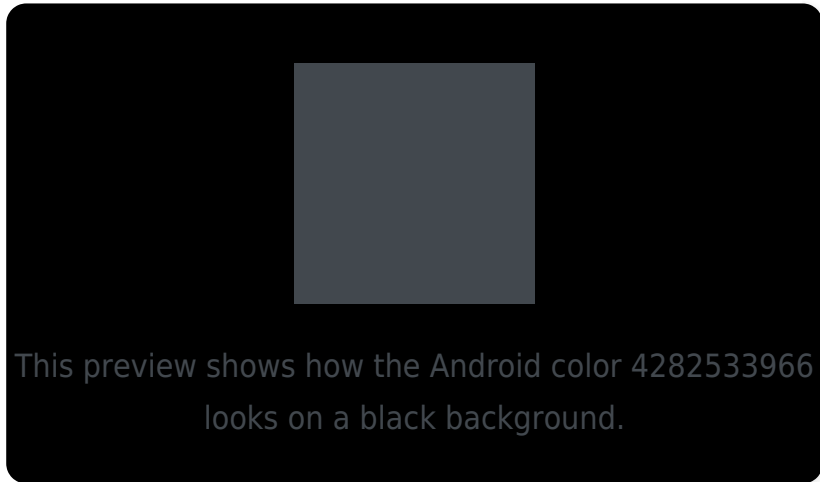 This preview shows how the Android color 4282533966
looks on a black background.